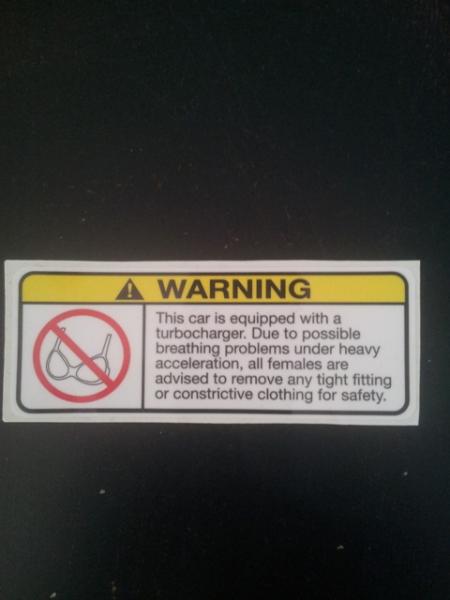 WARNING
This car is equipped with a
turbocharger. Due to possible
breathing problems under heavy
acceleration, all females are
advised to remove any tight fitting
or constrictive clothing for safety.